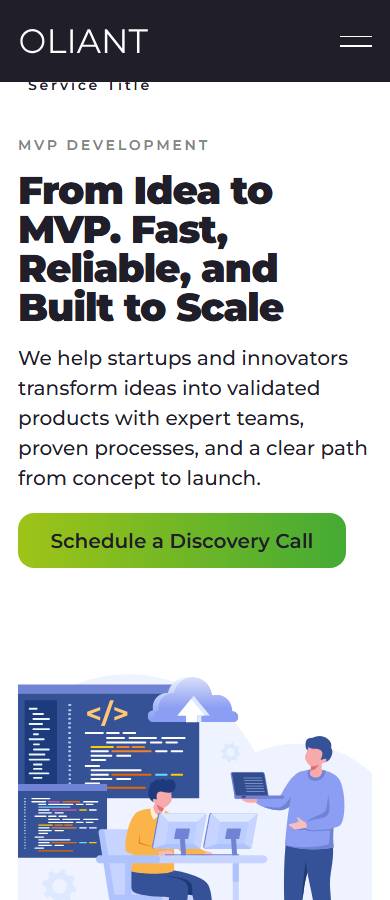 OLIANT
Service Title
MVP DEVELOPMENT
From Idea to
MVP. Fast,
Reliable, and
Built to Scale
We help startups and innovators
transform ideas into validated
products with expert teams,
proven processes, and a clear path
from concept to launch.
Schedule a Discovery Call
</>